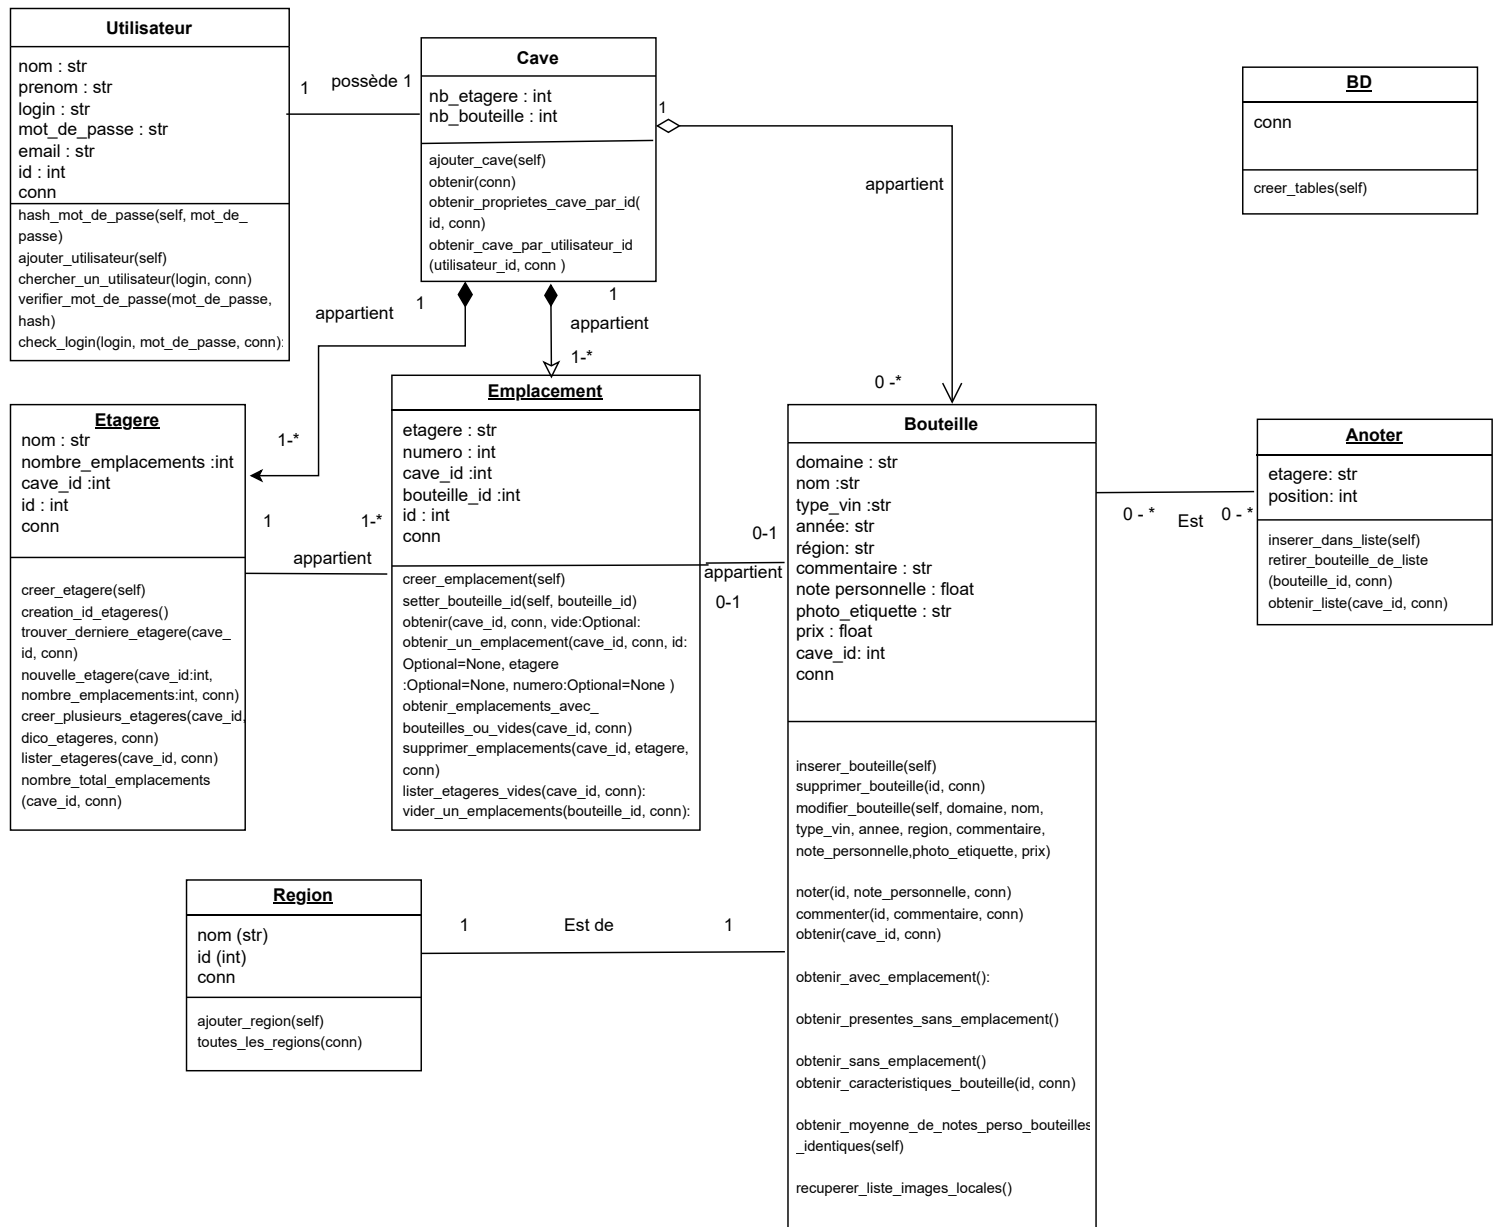 Utilisateur
nom : str
prenom : str
login : str
mot_de_passe : str
email : str
id : int
conn
hash_mot_de_passe(self, mot_de_
passe)
ajouter_utilisateur(self)
chercher_un_utilisateur(login, conn)
verifier_mot_de_passe(mot_de_passe,
hash)
check_login(login, mot_de_passe, conn):
1
possède 1
Cave
nb_etagere : int
nb_bouteille : int
ajouter_cave(self)
obtenir(conn)
obtenir_proprietes_cave_par_id(
id, conn)
obtenir_cave_par_utilisateur_id
(utilisateur_id, conn )
1
appartient
0 -*
BD
conn
creer_tables(self)
appartient
1
1-*
1
appartient
1-*
Etagere
nom : str
nombre_emplacements :int
cave_id :int
id : int
conn
creer_etagere(self)
creation_id_etageres()
trouver_derniere_etagere(cave_
id, conn)
nouvelle_etagere(cave_id:int,
nombre_emplacements:int, conn)
creer_plusieurs_etageres(cave_id,
dico_etageres, conn)
lister_etageres(cave_id, conn)
nombre_total_emplacements
(cave_id, conn)
1
1-*
appartient
Emplacement
etagere : str
numero : int
cave_id :int
bouteille_id :int
id : int
conn
creer_emplacement(self)
setter_bouteille_id(self, bouteille_id)
obtenir(cave_id, conn, vide:Optional:
obtenir_un_emplacement(cave_id, conn, id:
Optional=None, etagere
:Optional=None, numero:Optional=None )
obtenir_emplacements_avec_
bouteilles_ou_vides(cave_id, conn)
supprimer_emplacements(cave_id, etagere,
conn)
lister_etageres_vides(cave_id, conn):
vider_un_emplacements(bouteille_id, conn):
0-1
appartient
0-1
Bouteille
domaine : str
nom :str
type_vin :str
année: str
région: str
commentaire : str
note personnelle : float
photo_etiquette : str
prix : float
cave_id: int
conn
inserer_bouteille(self)
supprimer_bouteille(id, conn)
modifier_bouteille(self, domaine, nom,
type_vin, annee, region, commentaire,
note_personnelle,photo_etiquette, prix)
noter(id, note_personnelle, conn)
commenter(id, commentaire, conn)
obtenir(cave_id, conn)
obtenir_avec_emplacement():
obtenir_presentes_sans_emplacement()
obtenir_sans_emplacement()
obtenir_caracteristiques_bouteille(id, conn)
obtenir_moyenne_de_notes_perso_bouteilles
_identiques(self)
recuperer_liste_images_locales()
0 - *
Est
0 - *
Anoter
etagere: str
position: int
inserer_dans_liste(self)
retirer_bouteille_de_liste
(bouteille_id, conn)
obtenir_liste(cave_id, conn)
Region
nom (str)
id (int)
conn
ajouter_region(self)
toutes_les_regions(conn)
1
Est de
1